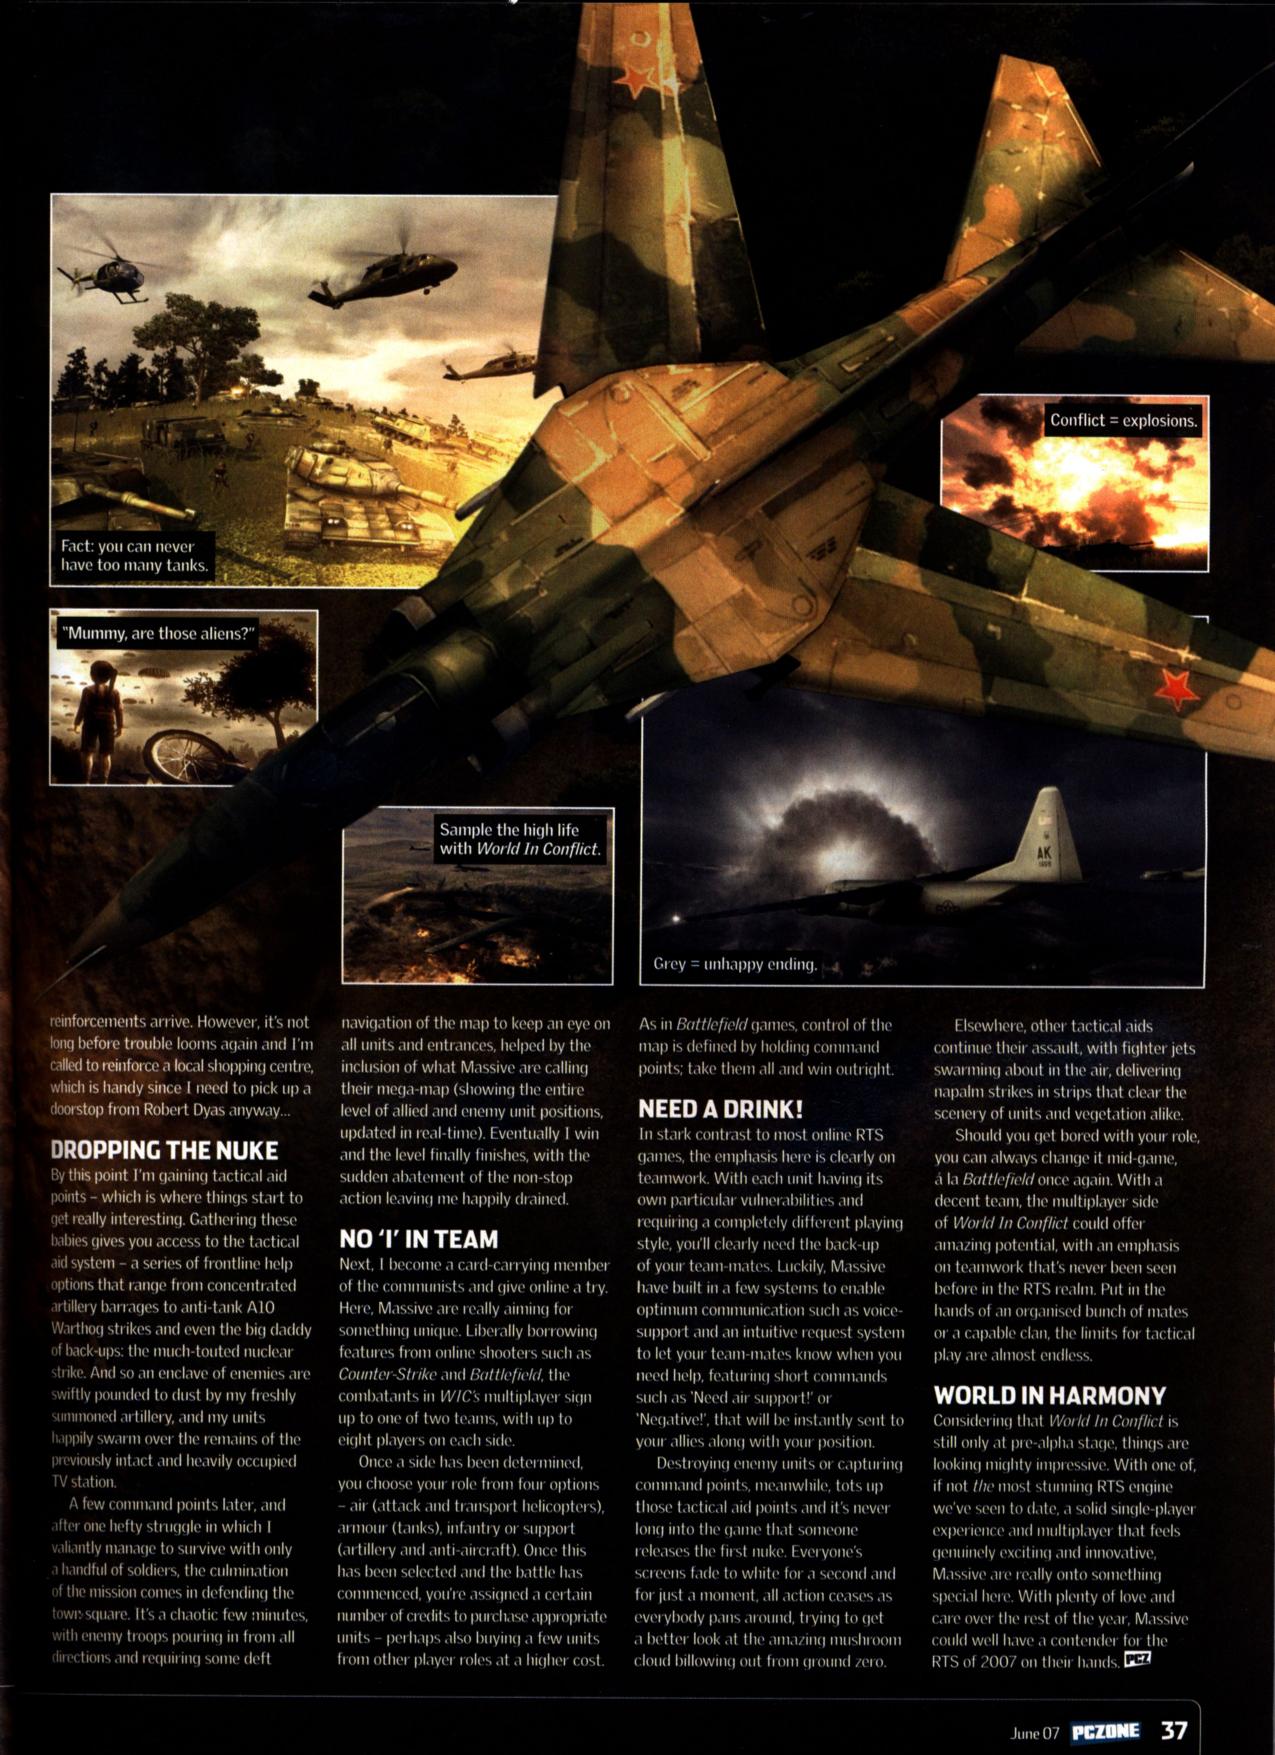 Conflict = explosions.
Fact: you can never
have too many tanks.
"Mummy, are those aliens?"
Sample the high life
with World In Conflict.
AK
Grey = unhappy ending.
reinforcements arrive. However, it's not
long before trouble looms again and I'm
called to reinforce a local shopping centre,
which is handy since I need to pick up a
doorstop from Robert Dyas anyway...
DROPPING THE NUKE
By this point I'm gaining tactical aid
points – which is where things start to
get really interesting. Gathering these
babies gives you access to the tactical
aid system – a series of frontline help
options that range from concentrated
artillery barrages to anti-tank A10
Warthog strikes and even the big daddy
of back-ups: the much-touted nuclear
strike. And so an enclave of enemies are
swiftly pounded to dust by my freshly
summoned artillery, and my units
happily swarm over the remains of the
previously intact and heavily occupied
TV station.
A few command points later, and
after one hefty struggle in which I
valiantly manage to survive with only
a handful of soldiers, the culmination
of the mission comes in defending the
town square. It's a chaotic few minutes,
with enemy troops pouring in from all
directions and requiring some deft
navigation of the map to keep an eye on
all units and entrances, helped by the
inclusion of what Massive are calling
their mega-map (showing the entire
level of allied and enemy unit positions,
updated in real-time). Eventually I win
and the level finally finishes, with the
sudden abatement of the non-stop
action leaving me happily drained.
NO 'I' IN TEAM
Next, I become a card-carrying member
of the communists and give online a try.
Here, Massive are really aiming for
something unique. Liberally borrowing
features from online shooters such as
Counter-Strike and Battlefield, the
combatants in WIC's multiplayer sign
up to one of two teams, with up to
eight players on each side.
Once a side has been determined,
you choose your role from four options
– air (attack and transport helicopters),
armour (tanks), infantry or support
(artillery and anti-aircraft). Once this
has been selected and the battle has
commenced, you're assigned a certain
number of credits to purchase appropriate
units – perhaps also buying a few units
from other player roles at a higher cost.
As in Battlefield games, control of the
map is defined by holding command
points; take them all and win outright.
NEED A DRINK!
In stark contrast to most online RTS
games, the emphasis here is clearly on
teamwork. With each unit having its
own particular vulnerabilities and
requiring a completely different playing
style, you'll clearly need the back-up
of your team-mates. Luckily, Massive
have built in a few systems to enable
optimum communication such as voice-
support and an intuitive request system
to let your team-mates know when you
need help, featuring short commands
such as 'Need air support!' or
'Negative!', that will be instantly sent to
your allies along with your position.
Destroying enemy units or capturing
command points, meanwhile, tots up
those tactical aid points and it's never
long into the game that someone
releases the first nuke. Everyone's
screens fade to white for a second and
for just a moment, all action ceases as
everybody pans around, trying to get
a better look at the amazing mushroom
cloud billowing out from ground zero.
Elsewhere, other tactical aids
continue their assault, with fighter jets
swarming about in the air, delivering
napalm strikes in strips that clear the
scenery of units and vegetation alike.
Should you get bored with your role,
you can always change it mid-game,
á la Battlefield once again. With a
decent team, the multiplayer side
of World In Conflict could offer
amazing potential, with an emphasis
on teamwork that's never been seen
before in the RTS realm. Put in the
hands of an organised bunch of mates
or a capable clan, the limits for tactical
play are almost endless.
WORLD IN HARMONY
Considering that World In Conflict is
still only at pre-alpha stage, things are
looking mighty impressive. With one of,
if not the most stunning RTS engine
we've seen to date, a solid single-player
experience and multiplayer that feels
genuinely exciting and innovative,
Massive are really onto something
special here. With plenty of love and
care over the rest of the year, Massive
could well have a contender for the
RTS of 2007 on their hands. PCZ
June 07 PCZONE 37